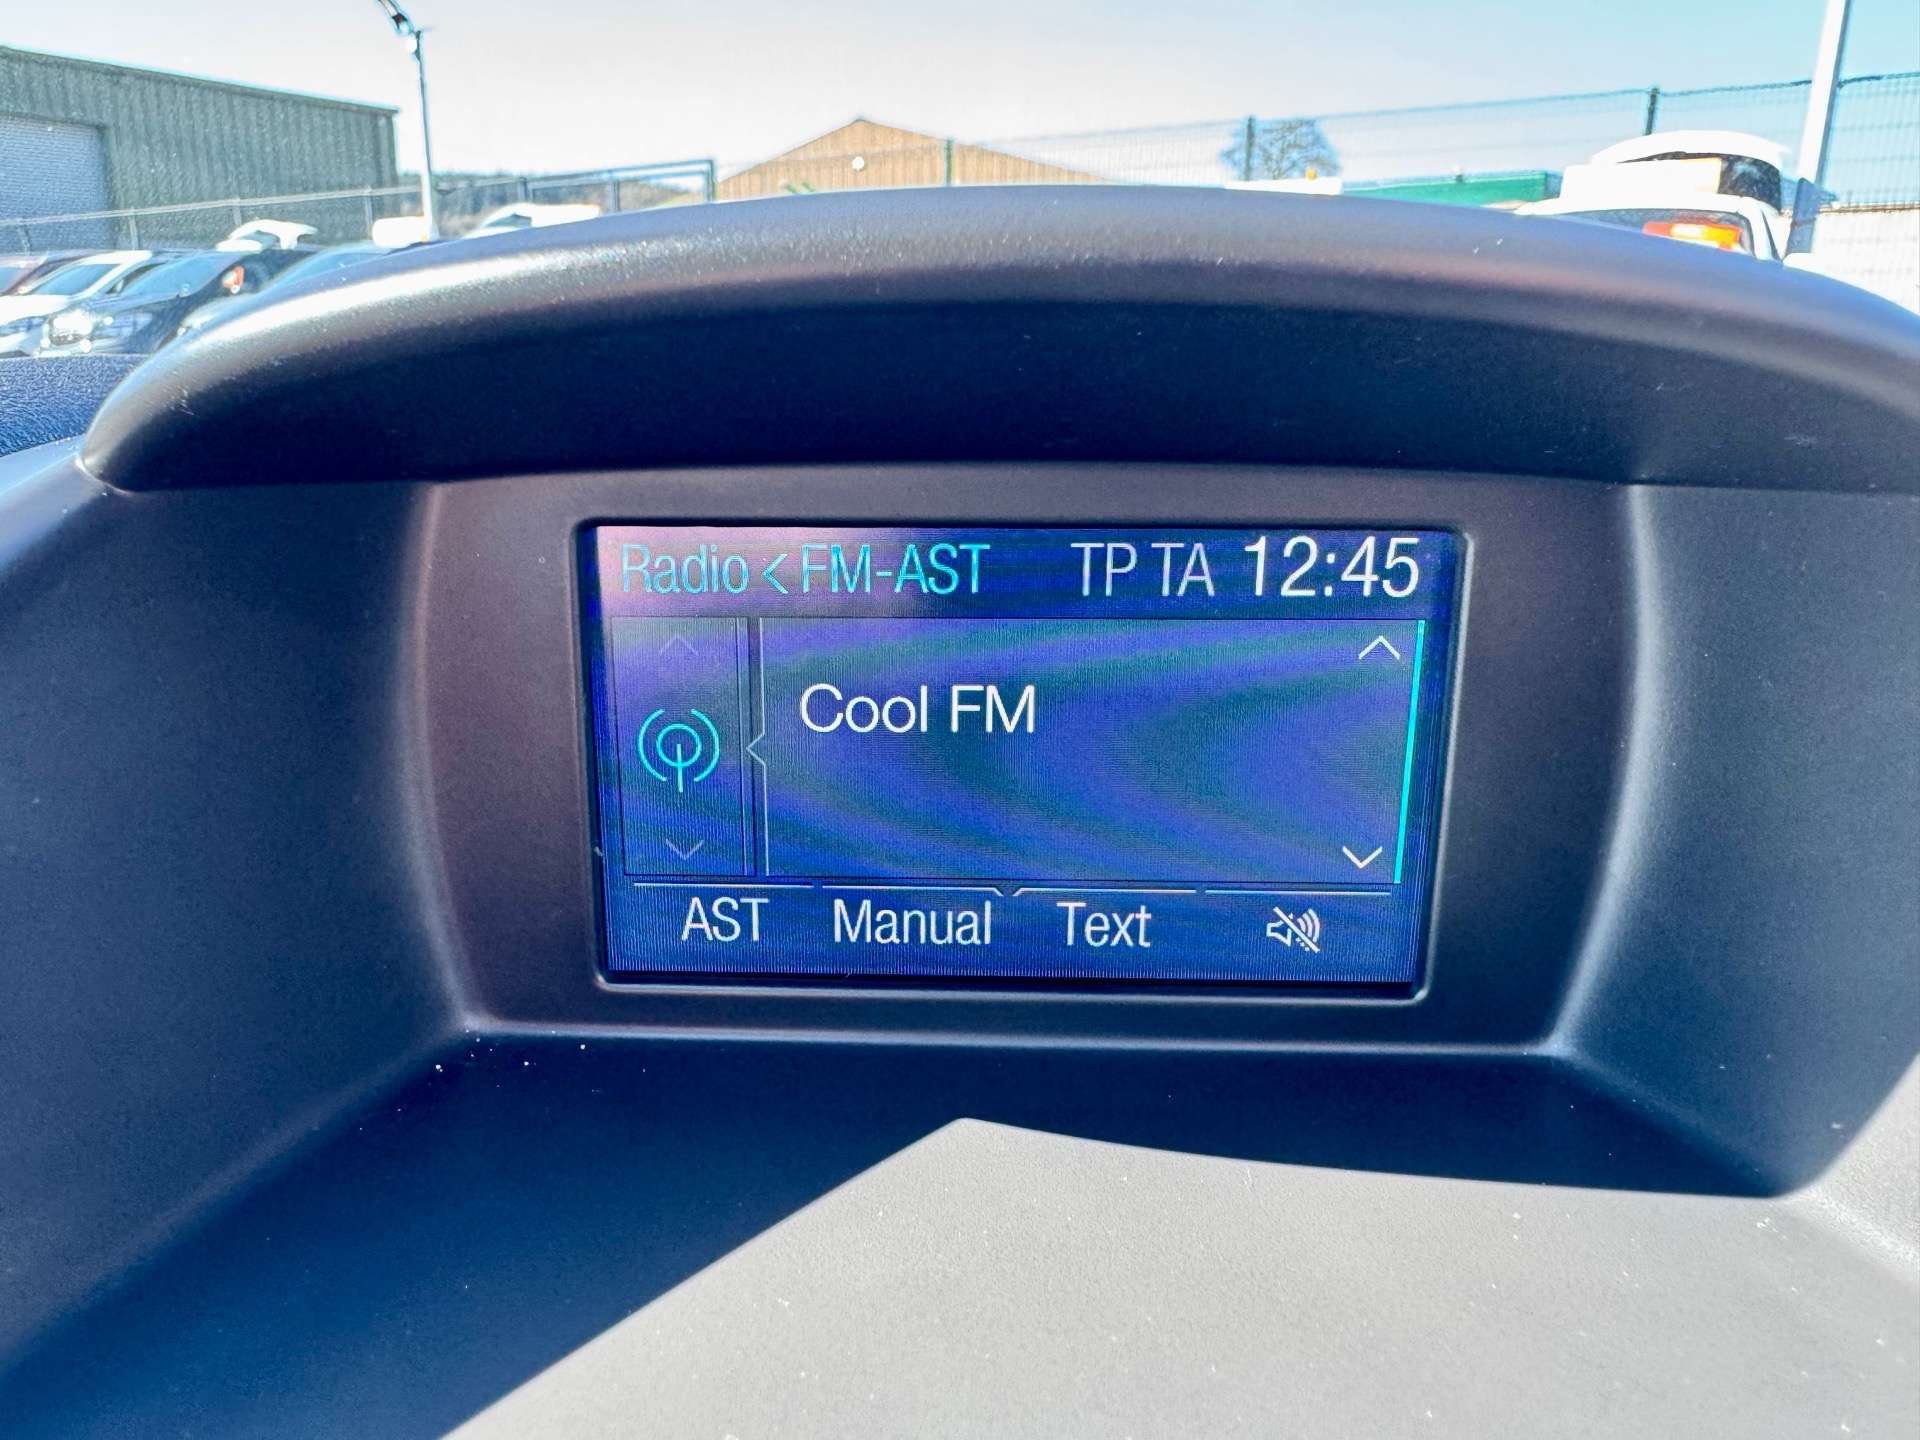 Radio < FM-AST TP TA 12:45
Cool FM
AST Manual Text